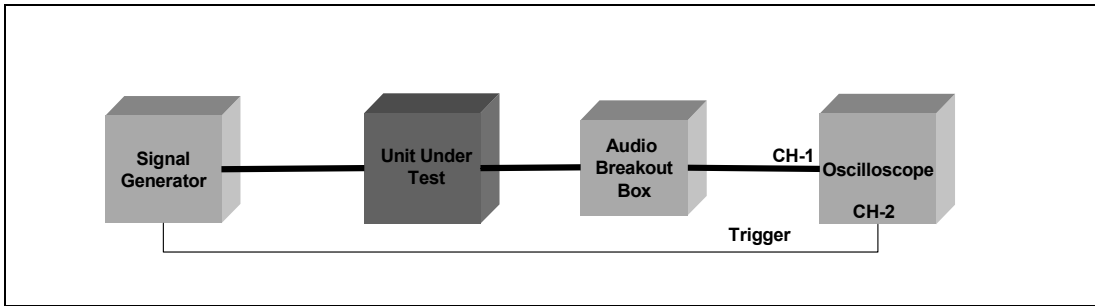 Signal
Generator
Unit Under
Test
Audio
Breakout
Box
CH-1
Oscilloscope
CH-2
Trigger